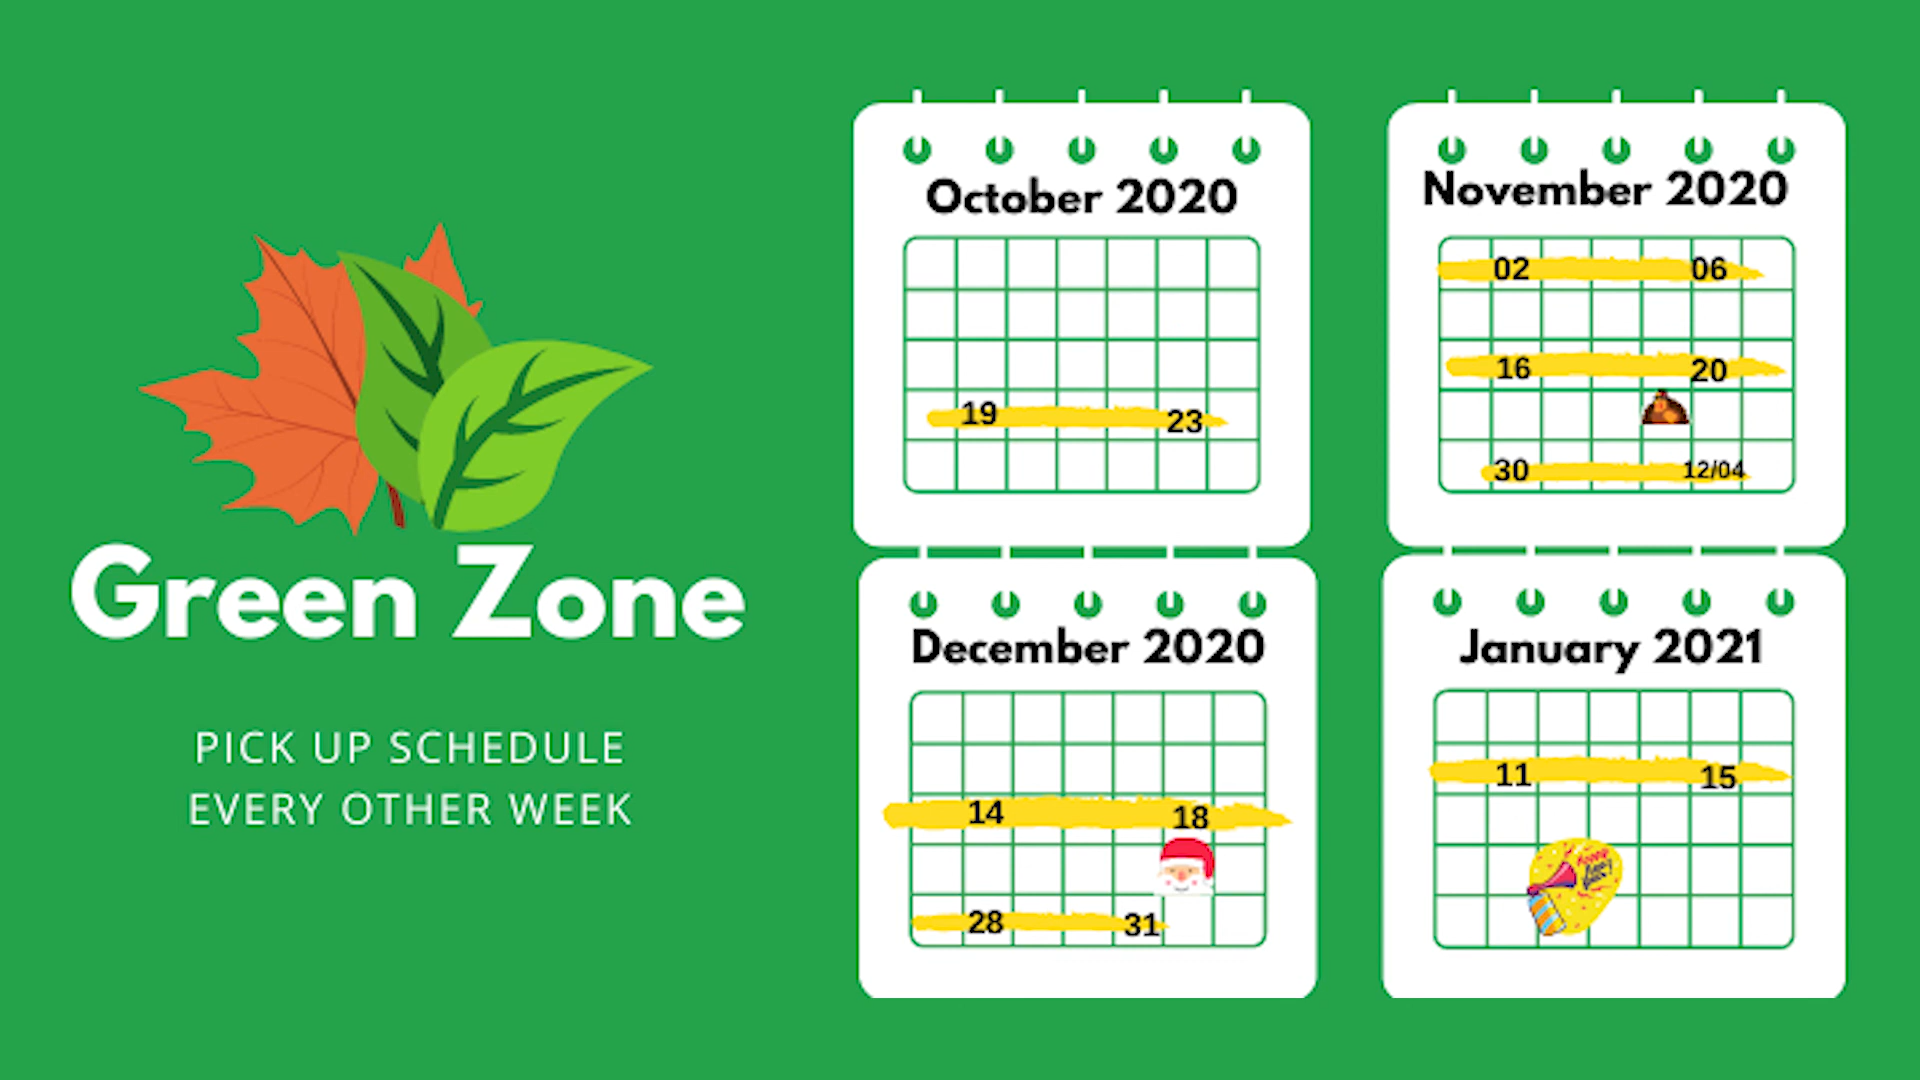 Green Zone
PICK UP SCHEDULE
EVERY OTHER WEEK
October 2020
19 23
November 2020
02 06
16 20
30 12/04
December 2020
14 18
28 31
January 2021
11 15